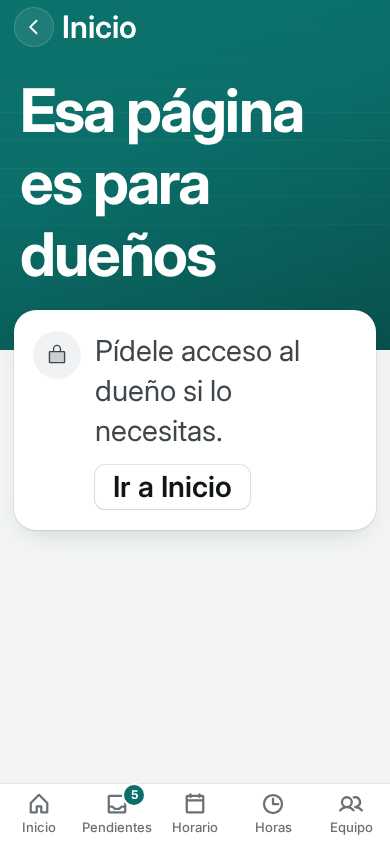 Inicio
Esa página
es para
dueños
Pídele acceso al
dueño si lo
necesitas.
Ir a Inicio
5
Inicio
Pendientes
Horario
Horas
Equipo